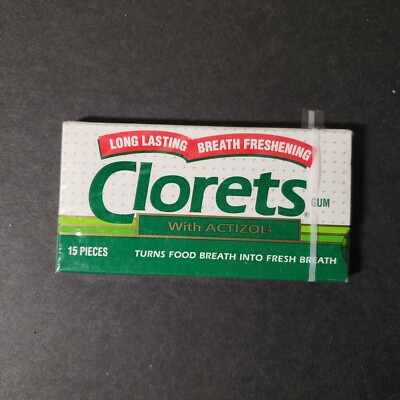 LONG LASTING BREATH FRESHENING
Clorets® GUM
With ACTIZOL®
15 PIECES TURNS FOOD BREATH INTO FRESH BREATH